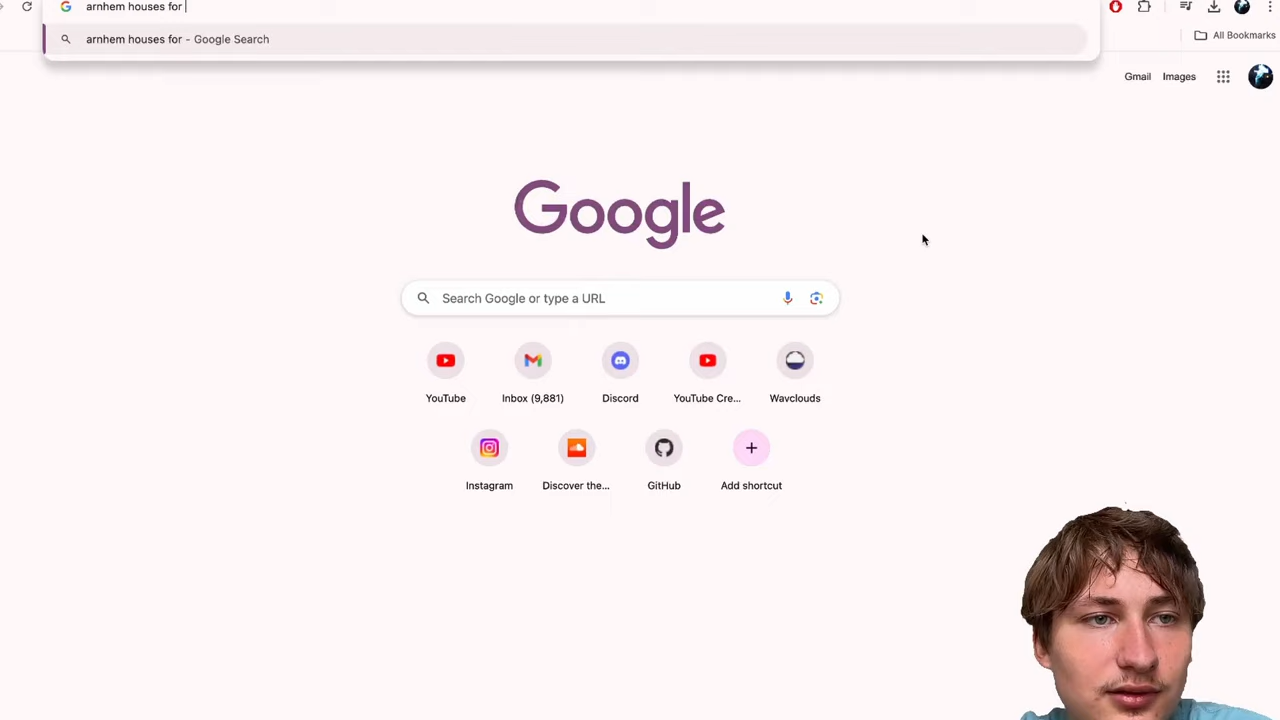 arnhem houses for
arnhem houses for - Google Search
All Bookmarks
Gmail Images
Google
Search Google or type a URL
YouTube Inbox (9,881) Discord YouTube Cre... Wavclouds
Instagram Discover the... GitHub Add shortcut